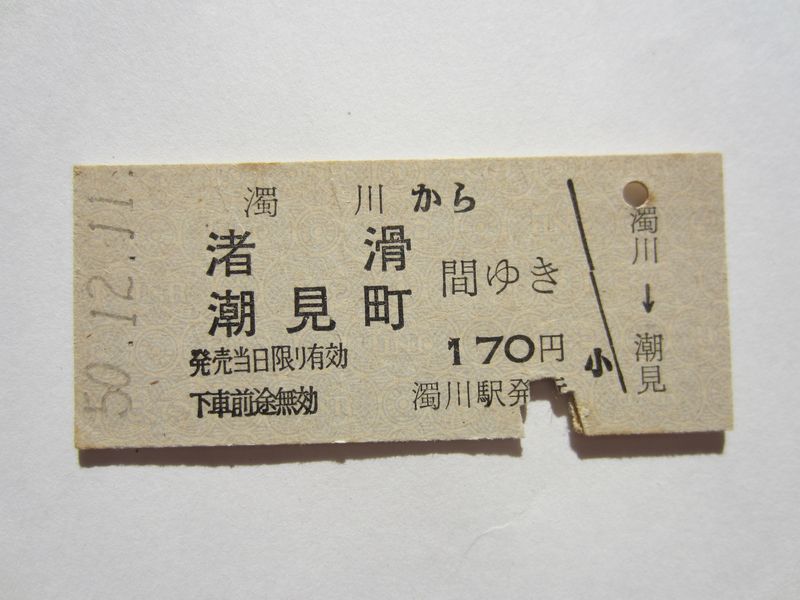 50.12.11.
濁川から
渚滑
潮見町
間ゆき
発売当日限リ有効
170円
下車前途無効
濁川駅発
小
濁川→潮見